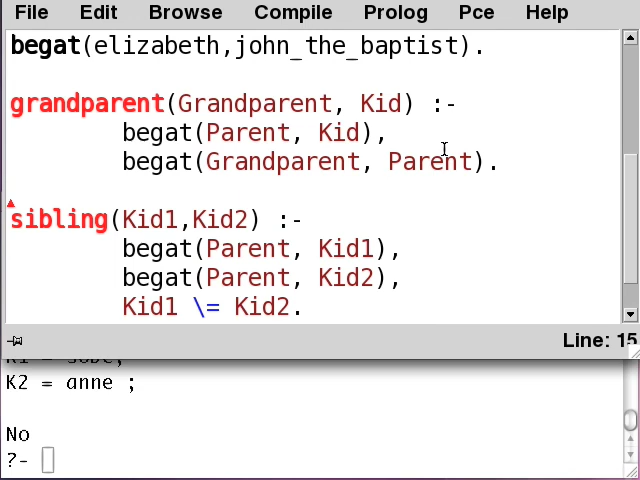 File Edit Browse Compile Prolog Pce Help
begat(elizabeth,john_the_baptist).
grandparent(Grandparent, Kid) :-
begat(Parent, Kid),
begat(Grandparent, Parent).
sibling(Kid1,Kid2) :-
begat(Parent, Kid1),
begat(Parent, Kid2),
Kid1 \= Kid2.
Line: 15
K2 = anne ;
No
?-